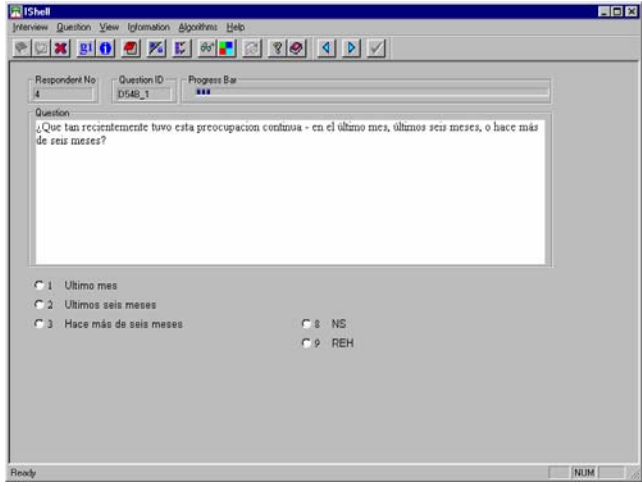 IShell
Interview Question View Information Algorithms Help
g1
Respondent No
4
Question ID
D54B_1
Progress Bar
Question
¿Que tan recientemente tuvo esta preocupación continua - en el último mes, últimos seis meses, o hace más
de seis meses?
1 Ultimo mes
2 Ultimos seis meses
3 Hace más de seis meses
8 NS
9 REH
Ready
NUM